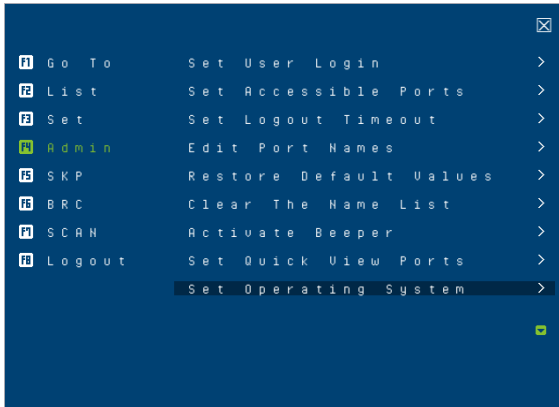 F1 Go To Set User Login >
F2 List Set Accessible Ports >
F3 Set Set Logout Timeout >
F4 Admin Edit Port Names >
F5 SKP Restore Default Values >
F6 BRC Clear The Name List >
F7 SCAN Activate Beeper >
F8 Logout Set Quick View Ports >
Set Operating System >